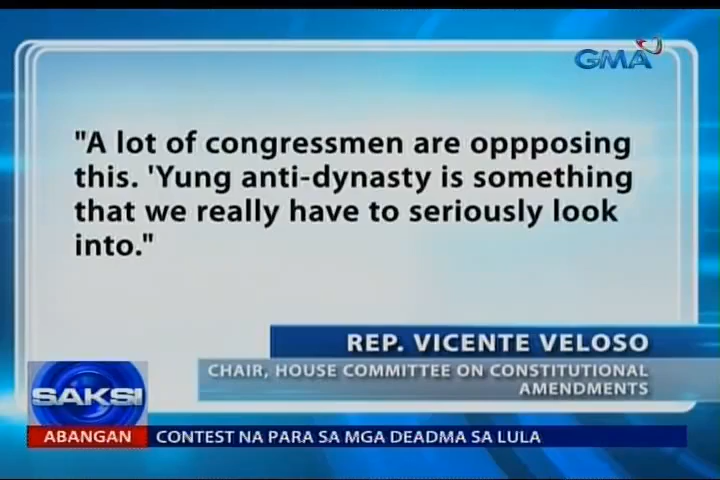 GMA
"A lot of congressmen are oppposing
this. 'Yung anti-dynasty is something
that we really have to seriously look
into."
REP. VICENTE VELOSO
CHAIR, HOUSE COMMITTEE ON CONSTITUTIONAL
AMENDMENTS
SAKSI
ABANGAN CONTEST NA PARA SA MGA DEADMA SA LULA